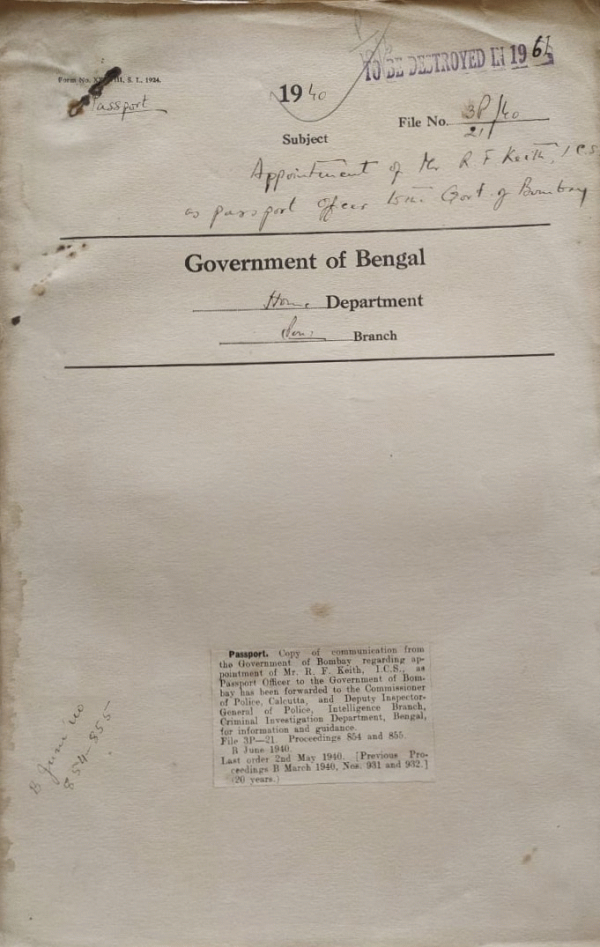 TO BE DESTROYED IN 1961
Form No. S. I., 1924.
Passport
1940
File No. 3P/21/40
Subject
Appointment of Mr R F Keith, I.C.S
as passport officer to the Govt. of Bombay
Government of Bengal
Home Department
Branch
Passport. Copy of communication from
the Government of Bombay regarding ap-
pointment of Mr. R. F. Keith, I.C.S., as
Passport Officer to the Government of Bom-
bay has been forwarded to the Commissioner
of Police, Calcutta, and Deputy Inspector-
General of Police, Intelligence Branch,
Criminal Investigation Department, Bengal,
for information and guidance.
File 3P—21. Proceedings 854 and 855.
B June 1940.
Last order 2nd May 1940. [Previous Pro-
ceedings B March 1940, Nos. 931 and 932.]
(20 years.)
B June
854-855